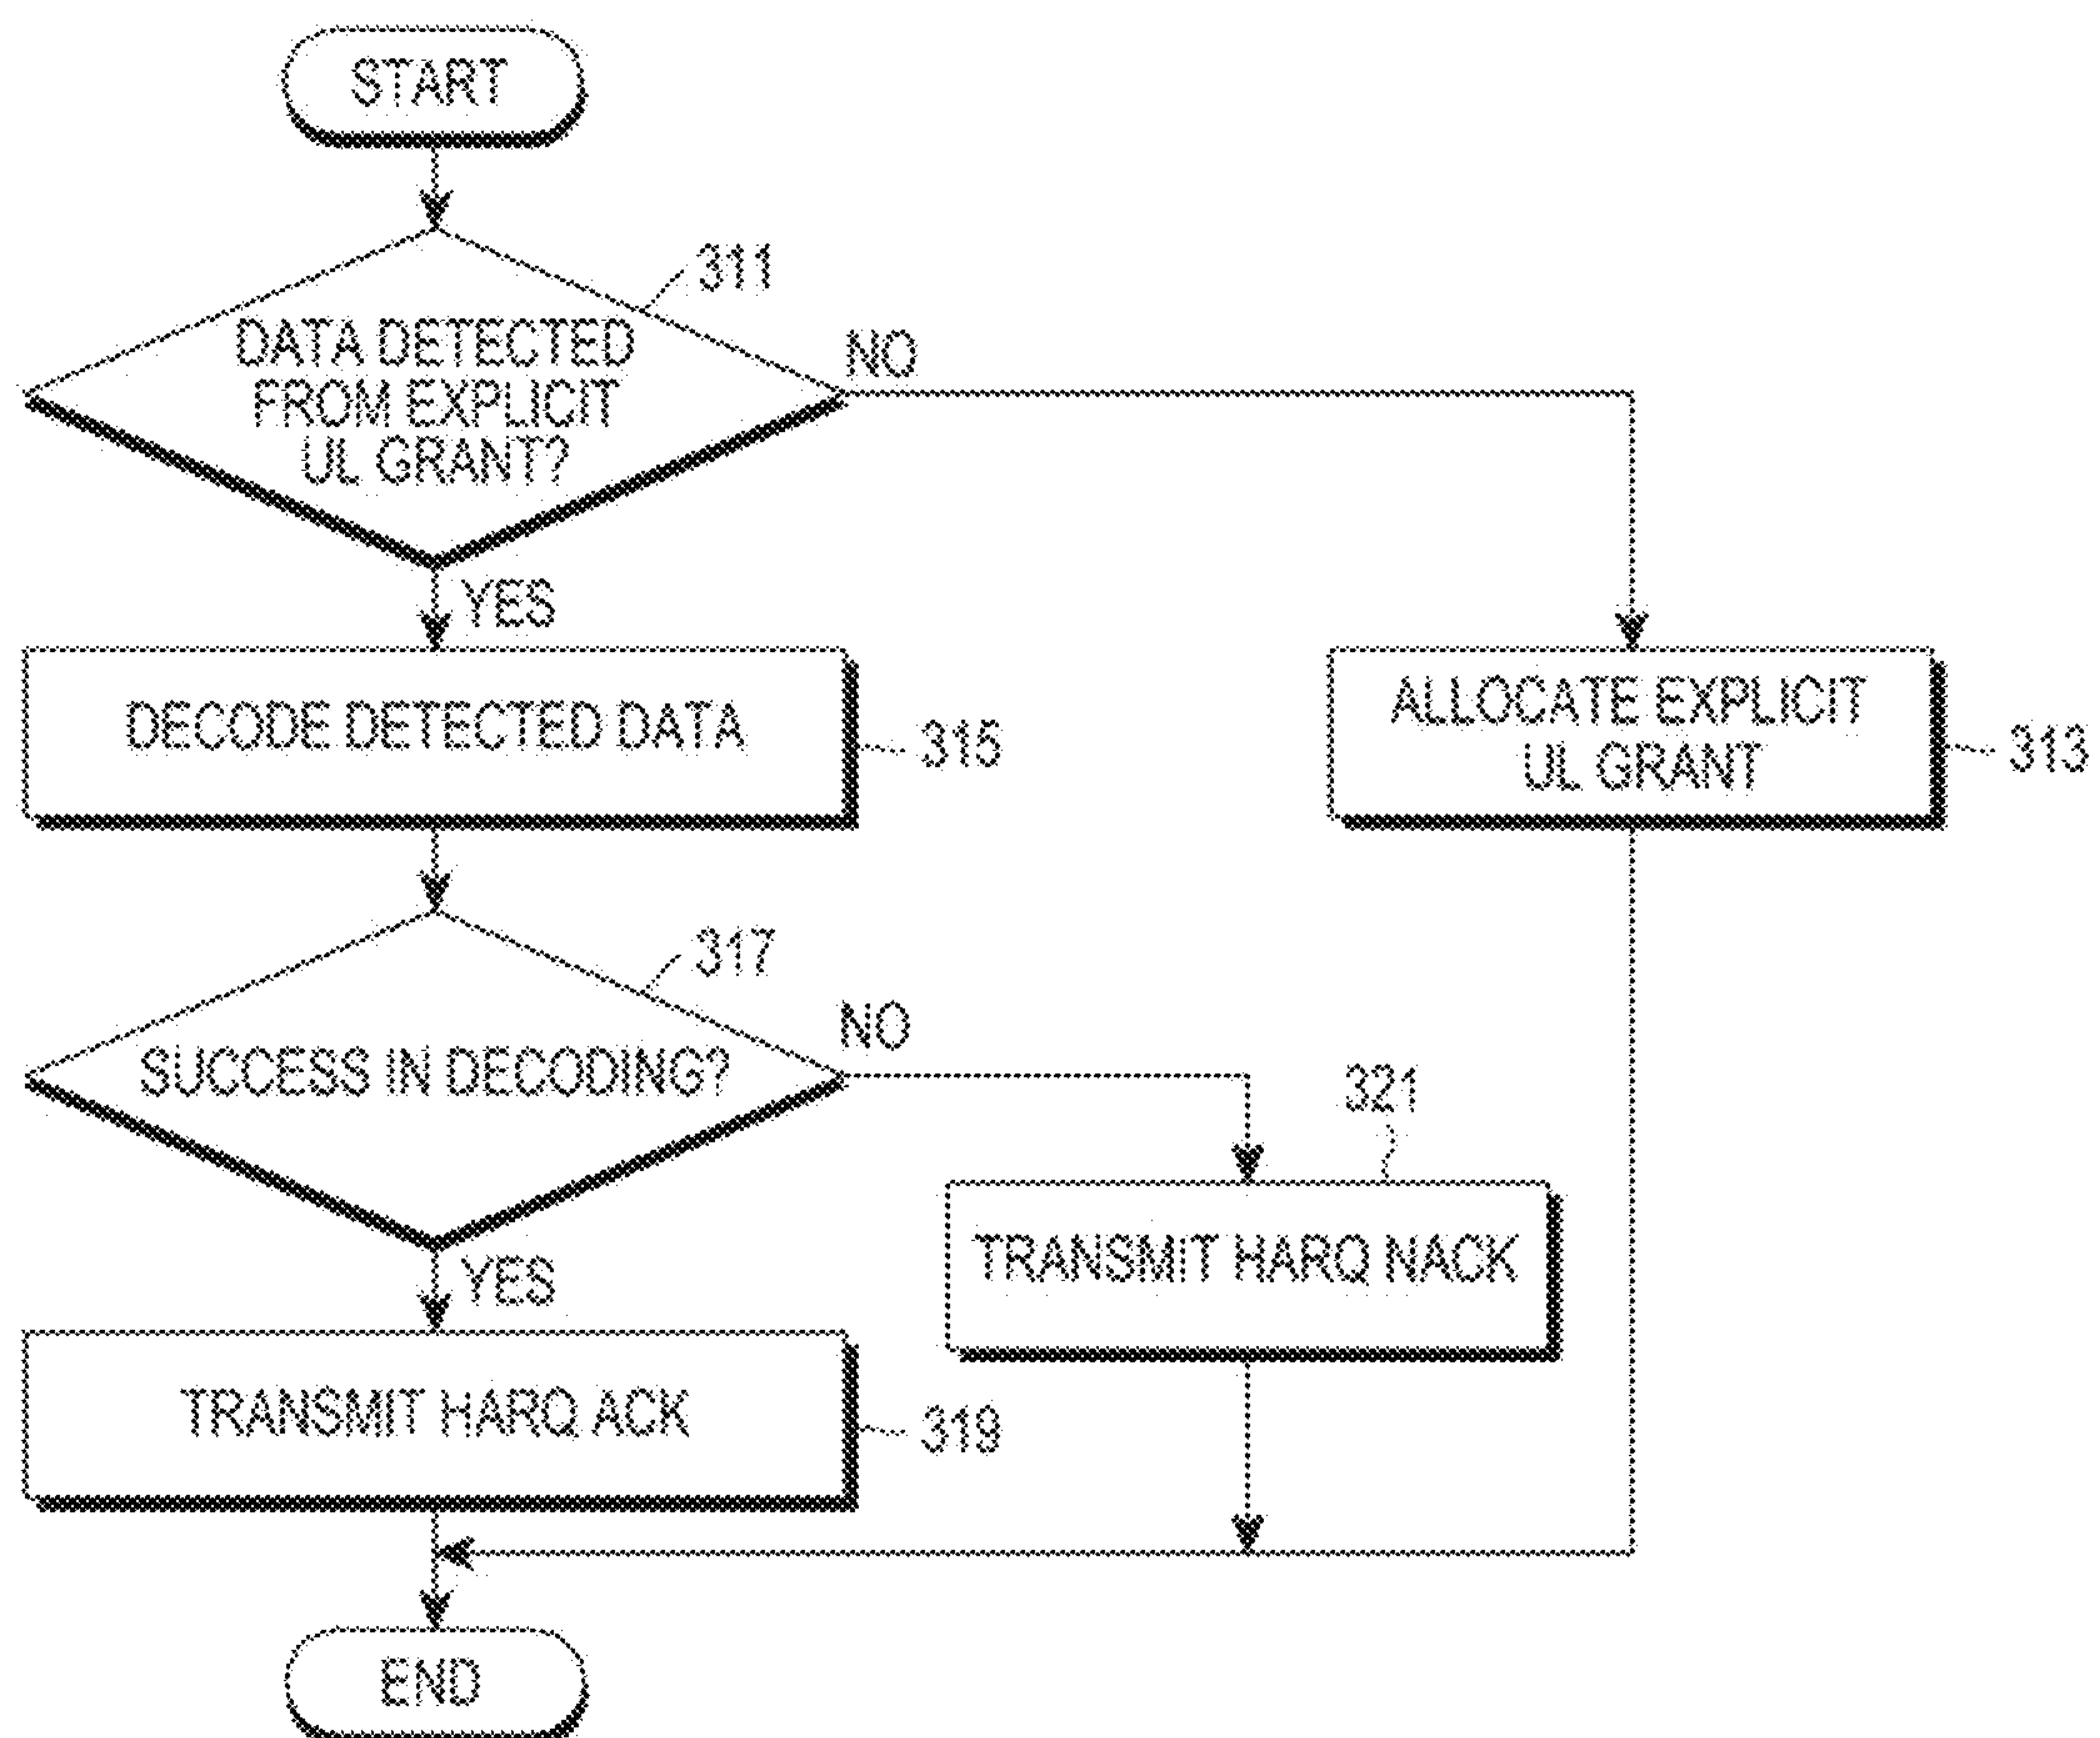 START
311
DATA DETECTED
FROM EXPLICIT
UL GRANT?
NO
YES
DECODE DETECTED DATA
315
ALLOCATE EXPLICIT
UL GRANT
313
317
SUCCESS IN DECODING?
NO
321
YES
TRANSMIT HARQ NACK
TRANSMIT HARQ ACK
319
END